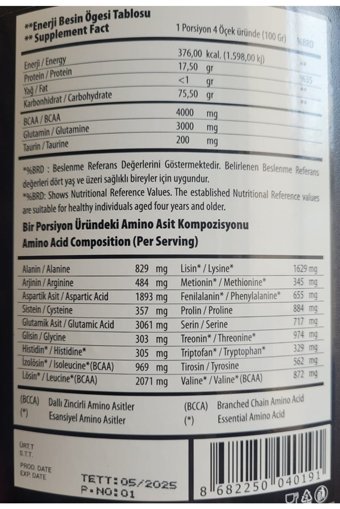 **Enerji Besin Ögesi Tablosu
** Supplement Fact
1 Porsiyon 4 Öçek üründe (100 Gr) %BRD
Enerji / Energy 376,00 kcal. (1.598,00 kj) **
Protein / Protein 17,50 gr %35
Yağ / Fat <1 gr
Karbonhidrat / Carbohydrate 75,50 gr **
BCAA / BCAA 4000 mg
Glutamin / Glutamine 3000 mg
Taurin / Taurine 200 mg
*%BRD : Beslenme Referans Değerlerini Göstermektedir. Belirlenen Beslenme Referans
değerleri dört yaş ve üzeri sağlıklı bireyler için uygundur.
*%BRD: Shows Nutritional Reference Values. The established Nutritional Reference values
are suitable for healthy individuals aged four years and older.
Bir Porsiyon Üründeki Amino Asit Kompozisyonu
Amino Acid Composition (Per Serving)
Alanin / Alanine 829 mg Lisin* / Lysine* 1629 mg
Arjinin / Arginine 484 mg Metionin* / Methionine* 345 mg
Aspartik Asit / Aspartic Acid 1893 mg Fenilalanin* / Phenylalanine* 655 mg
Sistein / Cysteine 357 mg Prolin / Proline 884 mg
Glutamik Asit / Glutamic Acid 3061 mg Serin / Serine 717 mg
Glisin / Glycine 303 mg Treonin* / Threonine* 974 mg
Histidin* / Histidine* 305 mg Triptofan* / Tryptophan* 329 mg
İzolösin* / Isoleucine*(BCAA) 969 mg Tirosin / Tyrosine 562 mg
Lösin* / Leucine*(BCAA) 2071 mg Valine* / Valine* (BCAA) 872 mg
(BCCA) Dallı Zincirli Amino Asitler (BCCA) Branched Chain Amino Acid
(*) Esansiyel Amino Asitler (*) Essential Amino Acid
ÜRT.T
S.T.T.
PROD. DATE
EXP. DATE
TETT:05/2025
P.NO:01
8 682250 040191